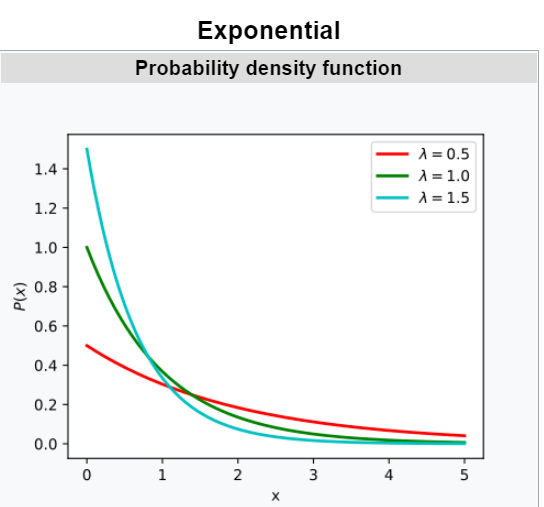 Exponential
Probability density function
λ = 0.5
λ = 1.0
λ = 1.5
1.4
1.2
1.0
0.8
0.6
0.4
0.2
0.0
P(x)
0 1 2 3 4 5
x